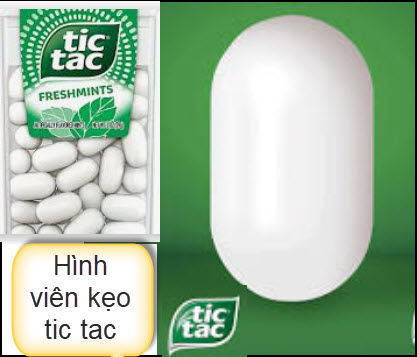 tic
tac
FRESHMINTS
Hình
viên kẹo
tic tac
tic
tac